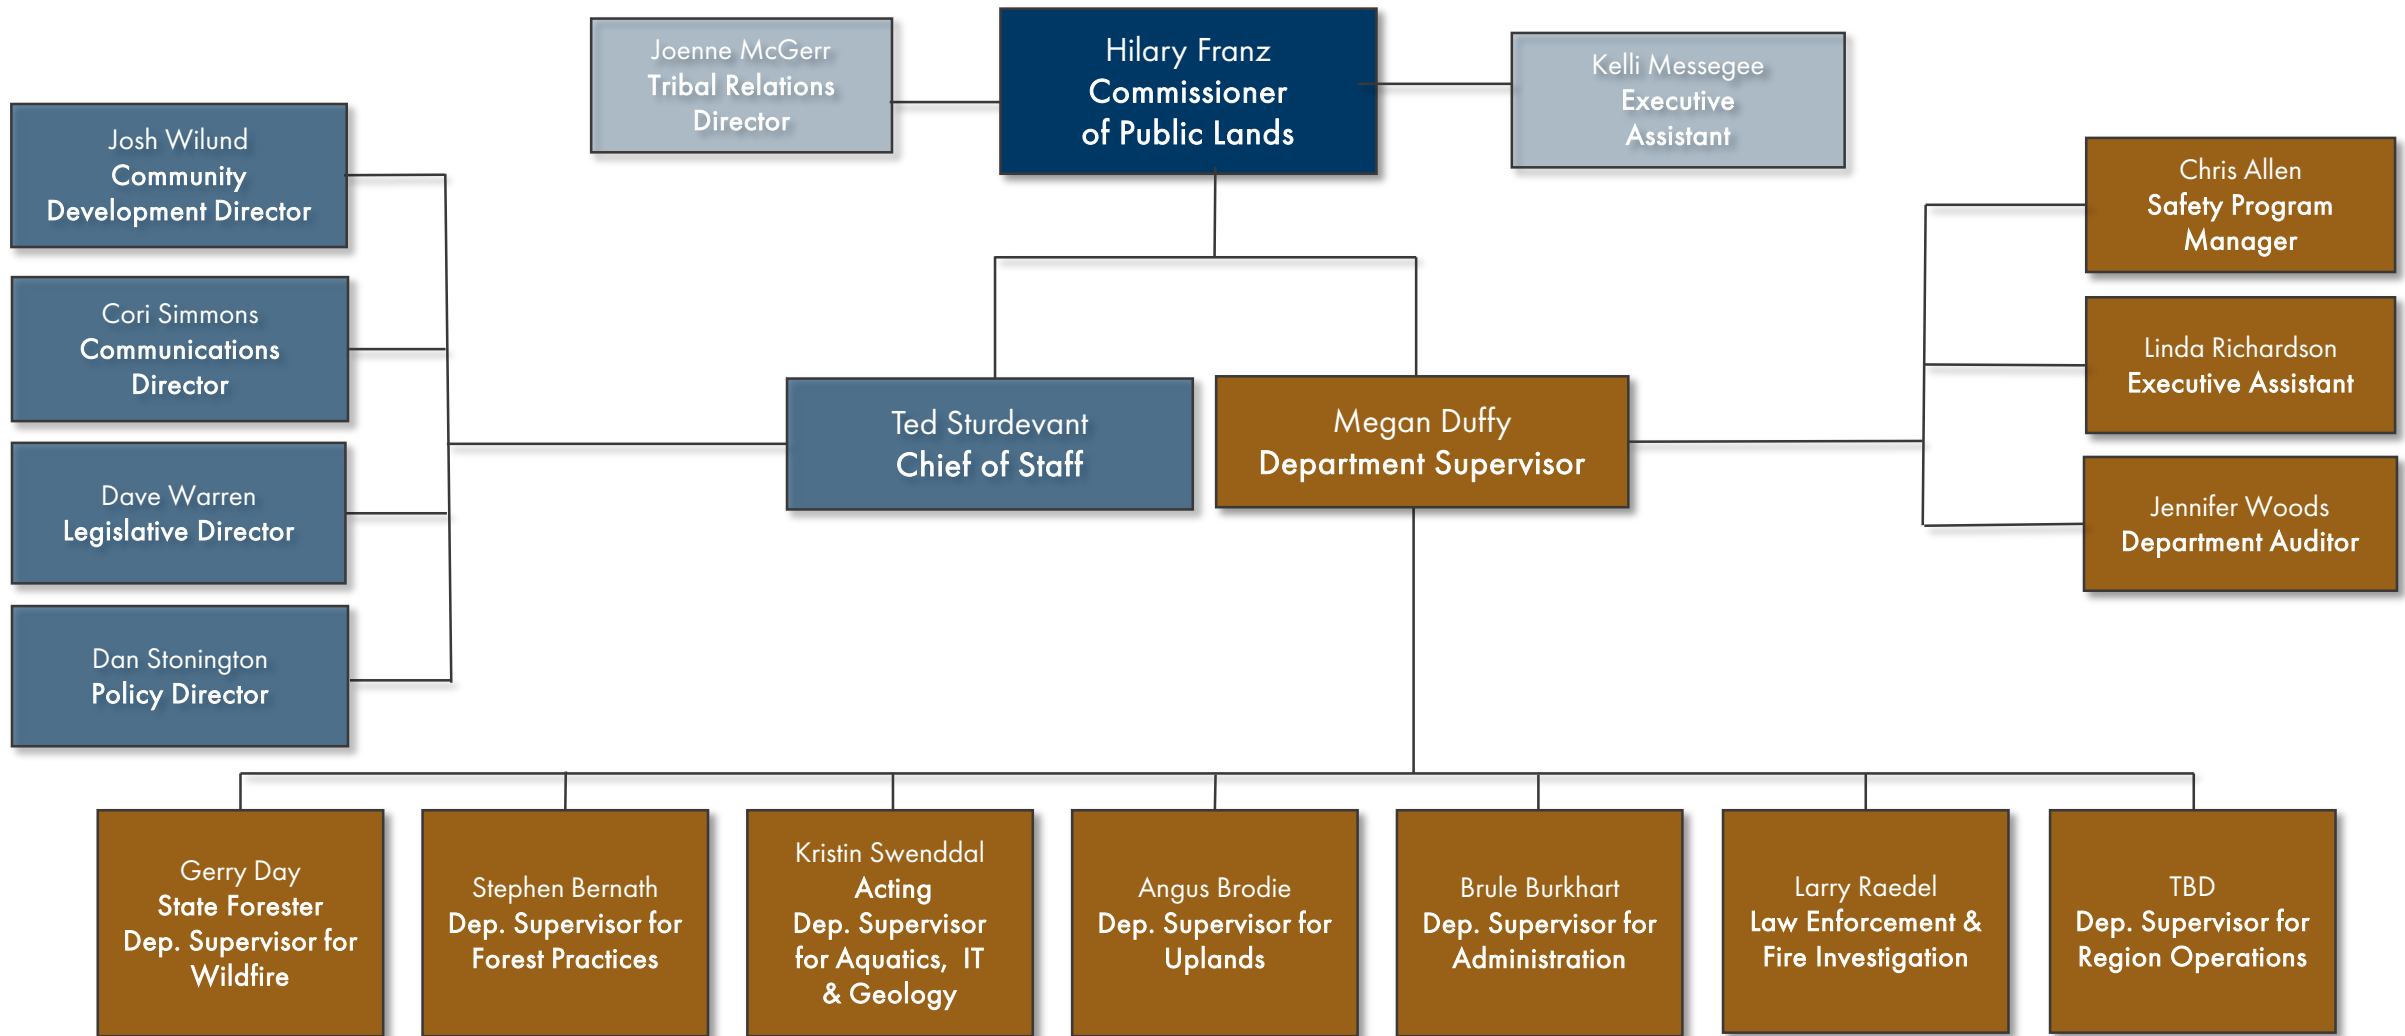 Joenne McGerr
Tribal Relations
Director
Hilary Franz
Commissioner
of Public Lands
Kelli Messegee
Executive
Assistant
Josh Wilund
Community
Development Director
Cori Simmons
Communications
Director
Dave Warren
Legislative Director
Dan Stonington
Policy Director
Ted Sturdevant
Chief of Staff
Megan Duffy
Department Supervisor
Chris Allen
Safety Program
Manager
Linda Richardson
Executive Assistant
Jennifer Woods
Department Auditor
Gerry Day
State Forester
Dep. Supervisor for
Wildfire
Stephen Bernath
Dep. Supervisor for
Forest Practices
Kristin Swenddal
Acting
Dep. Supervisor
for Aquatics, IT
& Geology
Angus Brodie
Dep. Supervisor for
Uplands
Brule Burkhart
Dep. Supervisor for
Administration
Larry Raedel
Law Enforcement &
Fire Investigation
TBD
Dep. Supervisor for
Region Operations